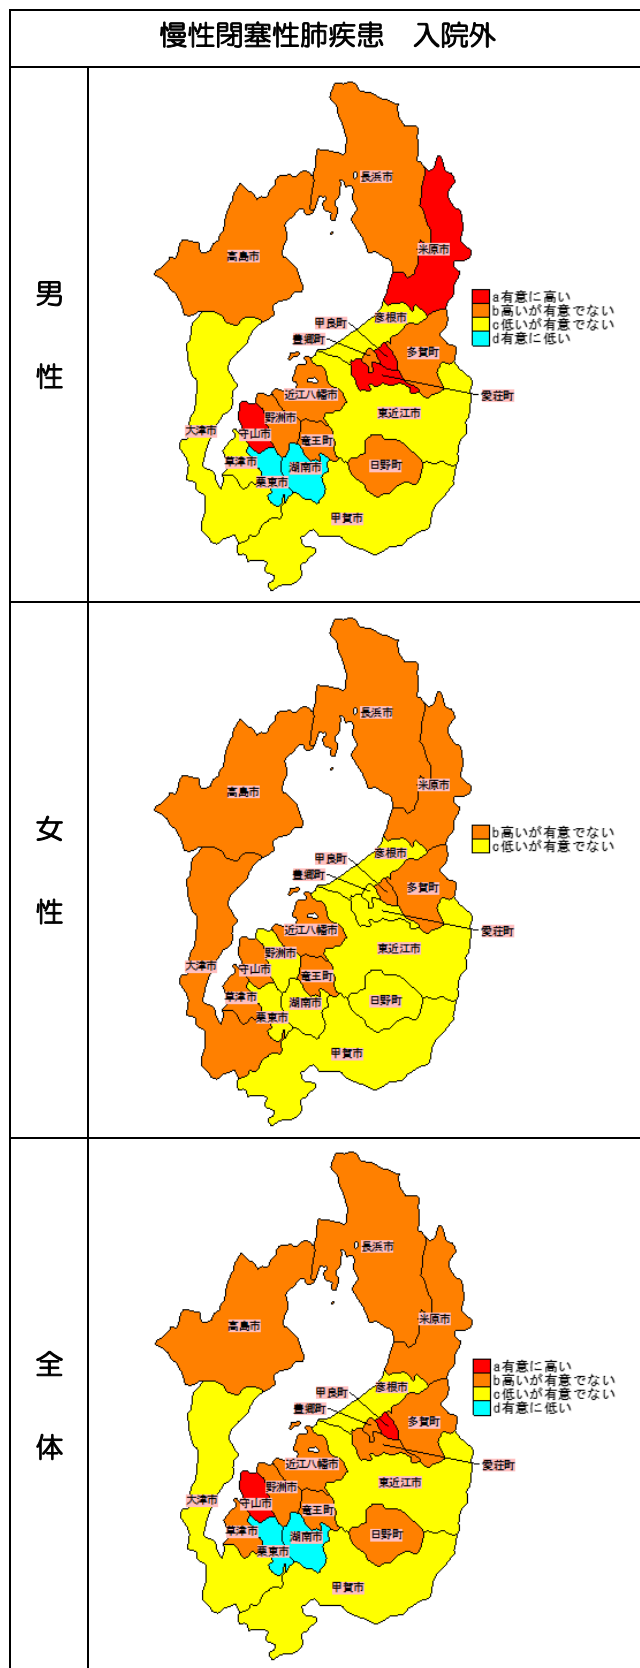 慢性閉塞性肺疾患　入院外
男
性
長浜市
高島市
米原市
a有意に高い
b高いが有意でない
c低いが有意でない
d有意に低い
彦根市
甲良町
豊郷町
多賀町
愛荘町
近江八幡市
東近江市
野洲市
大津市
守山市
竜王町
草津市
湖南市
日野町
栗東市
甲賀市
女
性
長浜市
高島市
米原市
b高いが有意でない
c低いが有意でない
彦根市
甲良町
豊郷町
多賀町
愛荘町
近江八幡市
東近江市
野洲市
大津市
守山市
竜王町
草津市
湖南市
日野町
栗東市
甲賀市
全
体
長浜市
高島市
米原市
a有意に高い
b高いが有意でない
c低いが有意でない
d有意に低い
彦根市
甲良町
豊郷町
多賀町
愛荘町
近江八幡市
東近江市
野洲市
大津市
守山市
竜王町
草津市
湖南市
日野町
栗東市
甲賀市